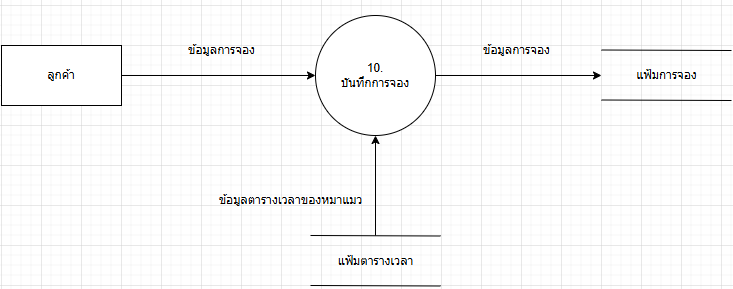 ข้อมูลการจอง
ข้อมูลการจอง
ลูกค้า
10.
บันทึกการจอง
แฟ้มการจอง
ข้อมูลตารางเวลาของหมาแมว
แฟ้มตารางเวลา